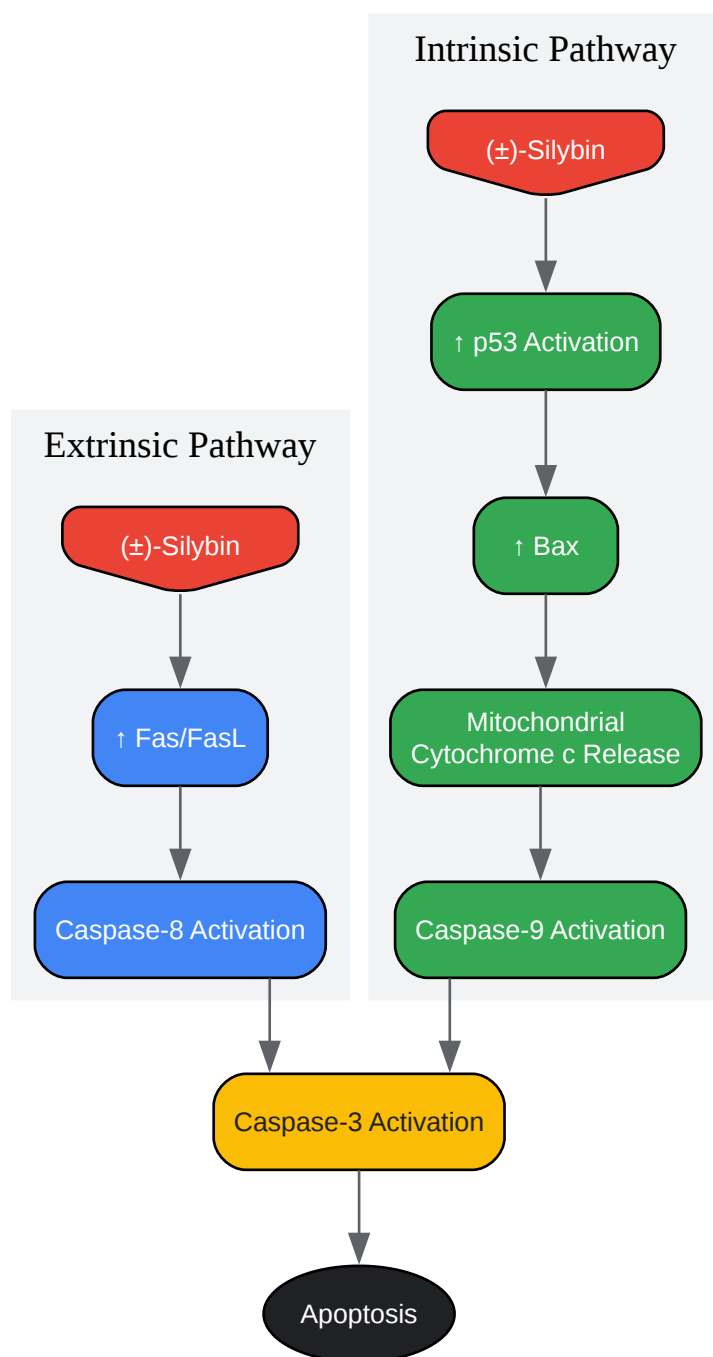 Intrinsic Pathway
(±)-Silybin
↑ p53 Activation
↑ Bax
Mitochondrial
Cytochrome c Release
Caspase-9 Activation
Extrinsic Pathway
(±)-Silybin
↑ Fas/FasL
Caspase-8 Activation
Caspase-3 Activation
Apoptosis